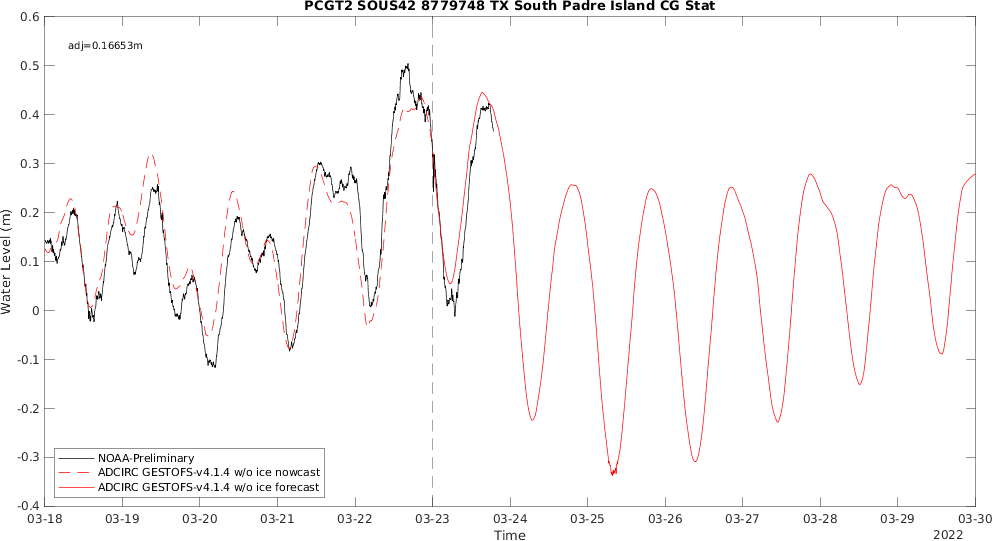 PCGT2 SOUS42 8779748 TX South Padre Island CG Stat
adj=0.16653m
0.6
0.5
0.4
0.3
0.2
0.1
0
-0.1
-0.2
-0.3
-0.4
Water Level (m)
NOAA-Preliminary
ADCIRC GESTOFS-v4.1.4 w/o ice nowcast
ADCIRC GESTOFS-v4.1.4 w/o ice forecast
03-18 03-19 03-20 03-21 03-22 03-23 03-24 03-25 03-26 03-27 03-28 03-29 03-30
Time
2022